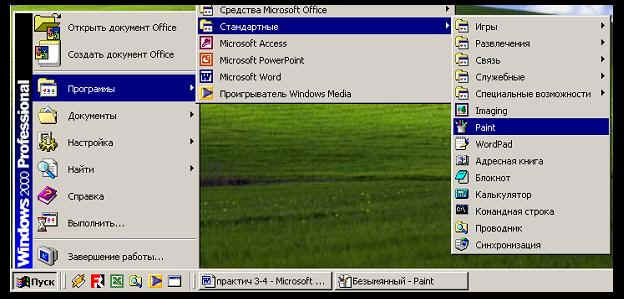 Открыть документ Office
Создать документ Office
Программы
Документы
Настройка
Найти
Справка
Выполнить...
Завершение работы...
Windows 2000 Professional
Средства Microsoft Office
Стандартные
Microsoft Access
Microsoft PowerPoint
Microsoft Word
Проигрыватель Windows Media
Игры
Развлечения
Связь
Служебные
Специальные возможности
Imaging
Paint
WordPad
Адресная книга
Блокнот
Калькулятор
Командная строка
Проводник
Синхронизация
Пуск
практич 3-4 - Microsoft ...
Безымянный - Paint